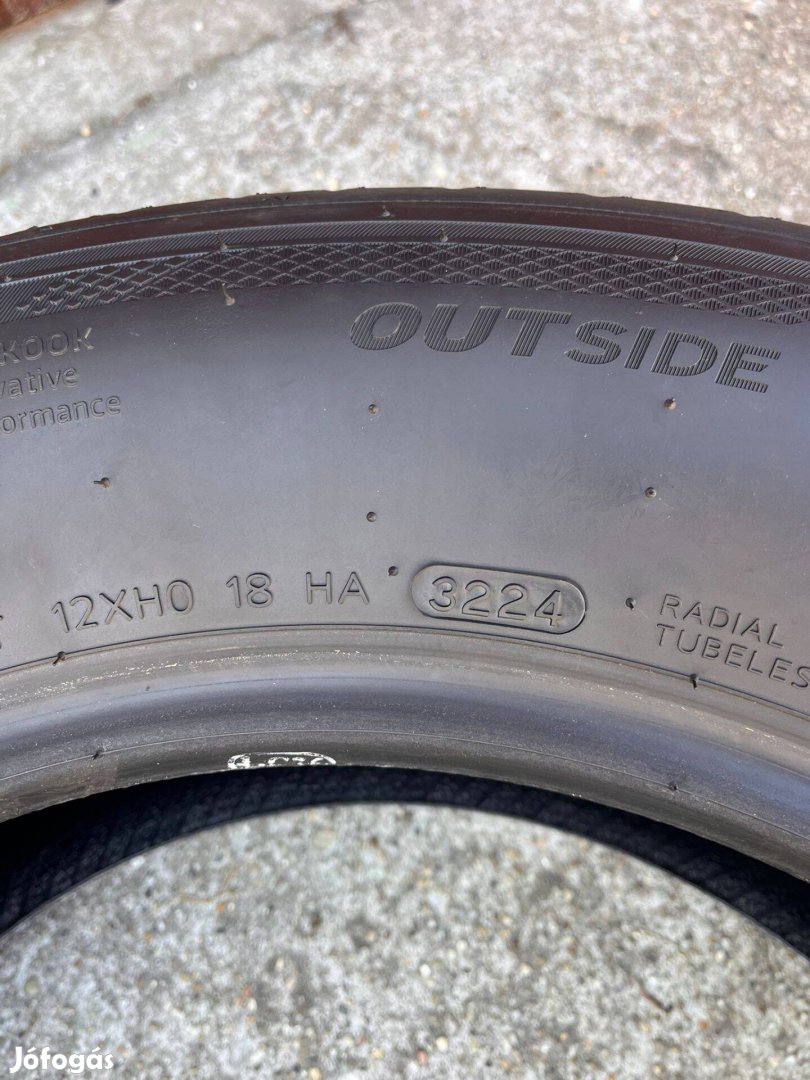 OUTSIDE
KOOK
vative
ormance
12XH0 18 HA 3224
RADIAL
TUBELES
Jófogás